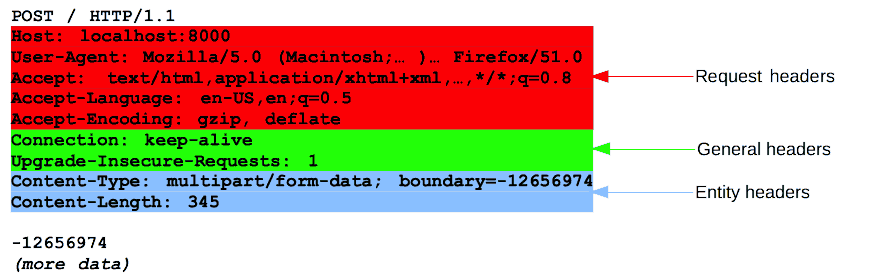 POST / HTTP/1.1
Host: localhost:8000
User-Agent: Mozilla/5.0 (Macintosh;… )… Firefox/51.0
Accept: text/html,application/xhtml+xml,…,*/*;q=0.8
Accept-Language: en-US,en;q=0.5
Accept-Encoding: gzip, deflate
Connection: keep-alive
Upgrade-Insecure-Requests: 1
Content-Type: multipart/form-data; boundary=-12656974
Content-Length: 345
-12656974
(more data)
Request headers
General headers
Entity headers